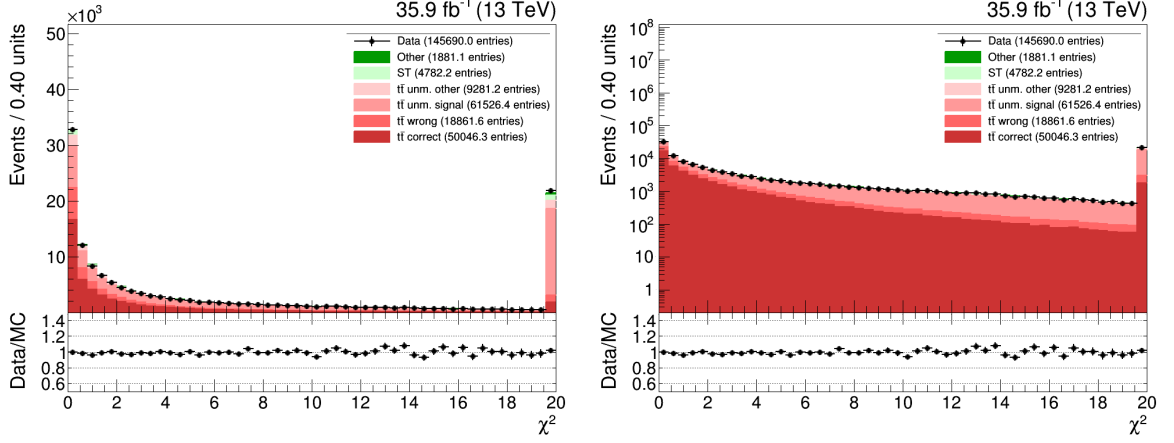 35.9 fb⁻¹ (13 TeV)
×10³
Events / 0.40 units
50
40
30
20
10
Data (145690.0 entries)
Other (1881.1 entries)
ST (4782.2 entries)
tt̄ unm. other (9281.2 entries)
tt̄ unm. signal (61526.4 entries)
tt̄ wrong (18861.6 entries)
tt̄ correct (50046.3 entries)
Data/MC
1.4
1.2
1
0.8
0.6
0 2 4 6 8 10 12 14 16 18 20
χ²
35.9 fb⁻¹ (13 TeV)
Events / 0.40 units
10⁸
10⁷
10⁶
10⁵
10⁴
10³
10²
10
1
Data (145690.0 entries)
Other (1881.1 entries)
ST (4782.2 entries)
tt̄ unm. other (9281.2 entries)
tt̄ unm. signal (61526.4 entries)
tt̄ wrong (18861.6 entries)
tt̄ correct (50046.3 entries)
Data/MC
1.4
1.2
1
0.8
0.6
0 2 4 6 8 10 12 14 16 18 20
χ²